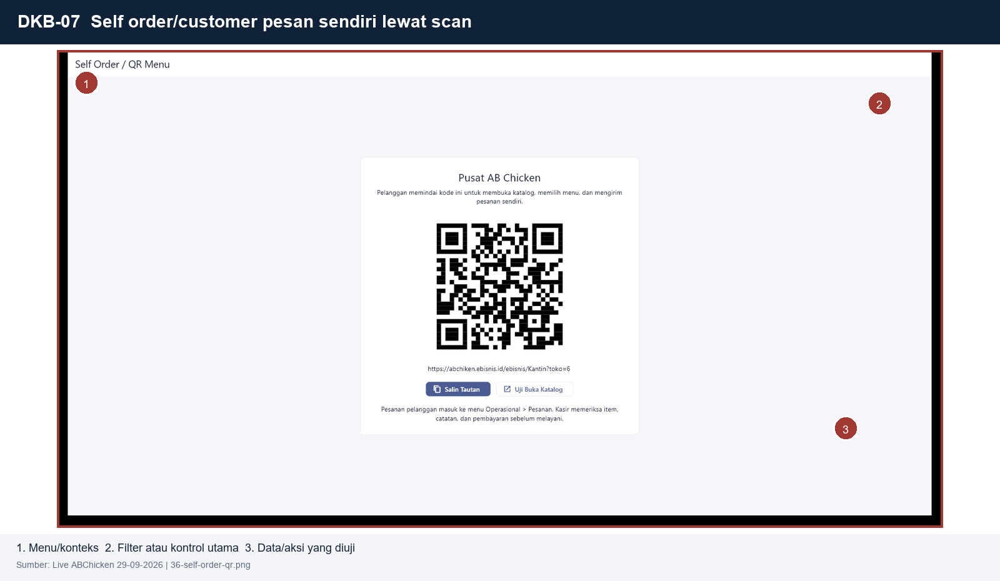 DKB-07  Self order/customer pesan sendiri lewat scan
Self Order / QR Menu
1
2
Pusat AB Chicken
Pelanggan memindai kode ini untuk membuka katalog, memilih menu, dan mengirim
pesanan sendiri.
https://abchiken.ebisnis.id/ebisnis/Kantin?toko=6
Salin Tautan
Uji Buka Katalog
Pesanan pelanggan masuk ke menu Operasional > Pesanan. Kasir memeriksa item,
catatan, dan pembayaran sebelum melayani.
3
1. Menu/konteks  2. Filter atau kontrol utama  3. Data/aksi yang diuji
Sumber: Live ABChicken 29-09-2026 | 36-self-order-qr.png